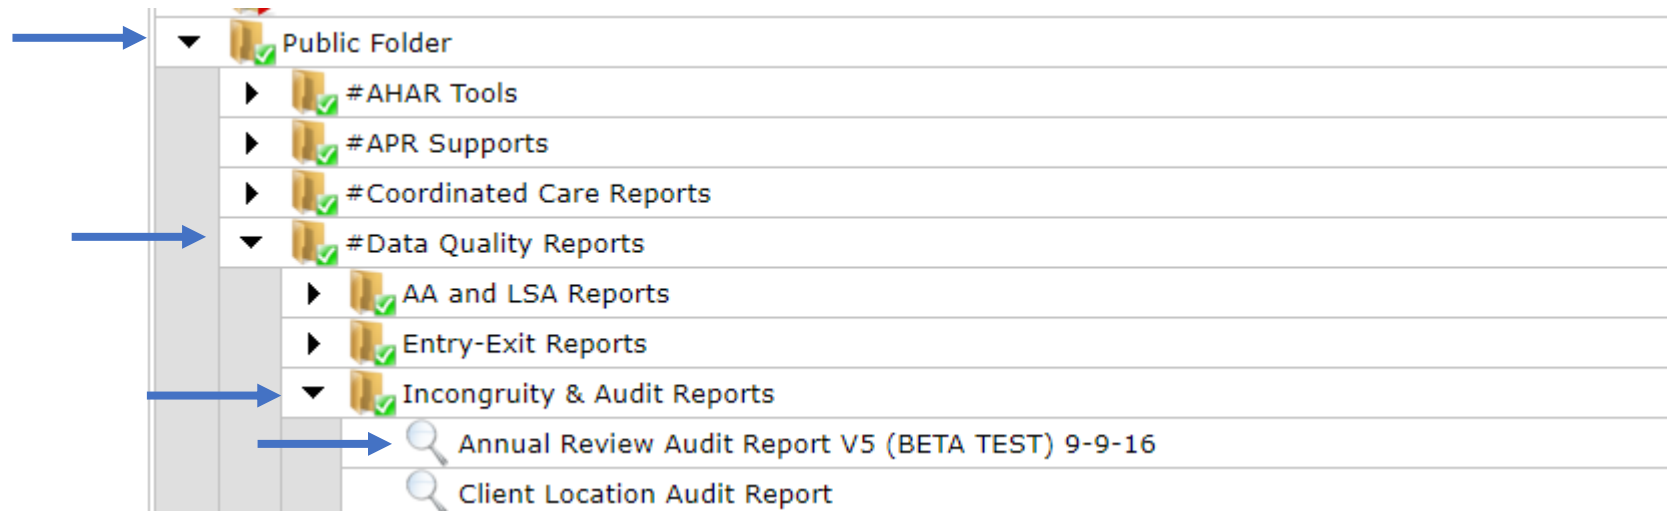 Public Folder
#AHAR Tools
#APR Supports
#Coordinated Care Reports
#Data Quality Reports
AA and LSA Reports
Entry-Exit Reports
Incongruity & Audit Reports
Annual Review Audit Report V5 (BETA TEST) 9-9-16
Client Location Audit Report